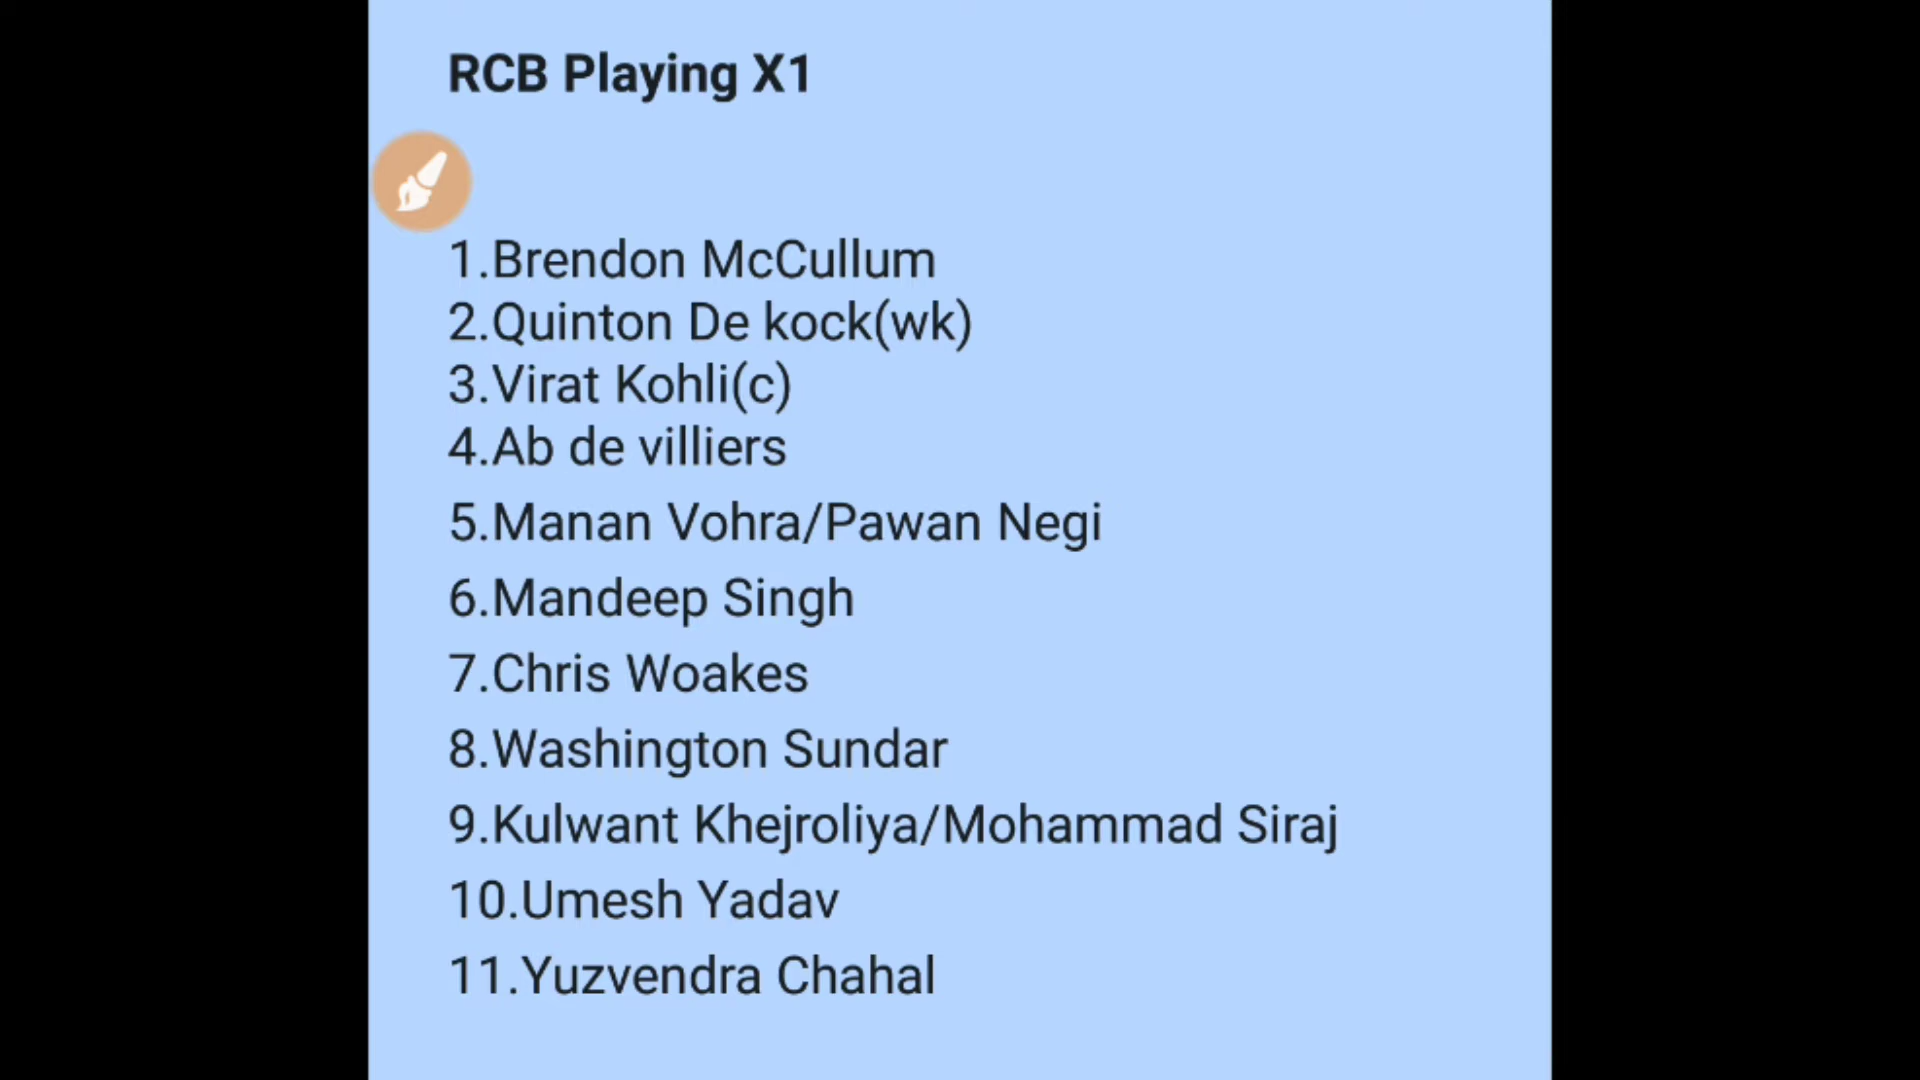 RCB Playing X1
1.Brendon McCullum
2.Quinton De kock(wk)
3.Virat Kohli(c)
4.Ab de villiers
5.Manan Vohra/Pawan Negi
6.Mandeep Singh
7.Chris Woakes
8.Washington Sundar
9.Kulwant Khejroliya/Mohammad Siraj
10.Umesh Yadav
11.Yuzvendra Chahal